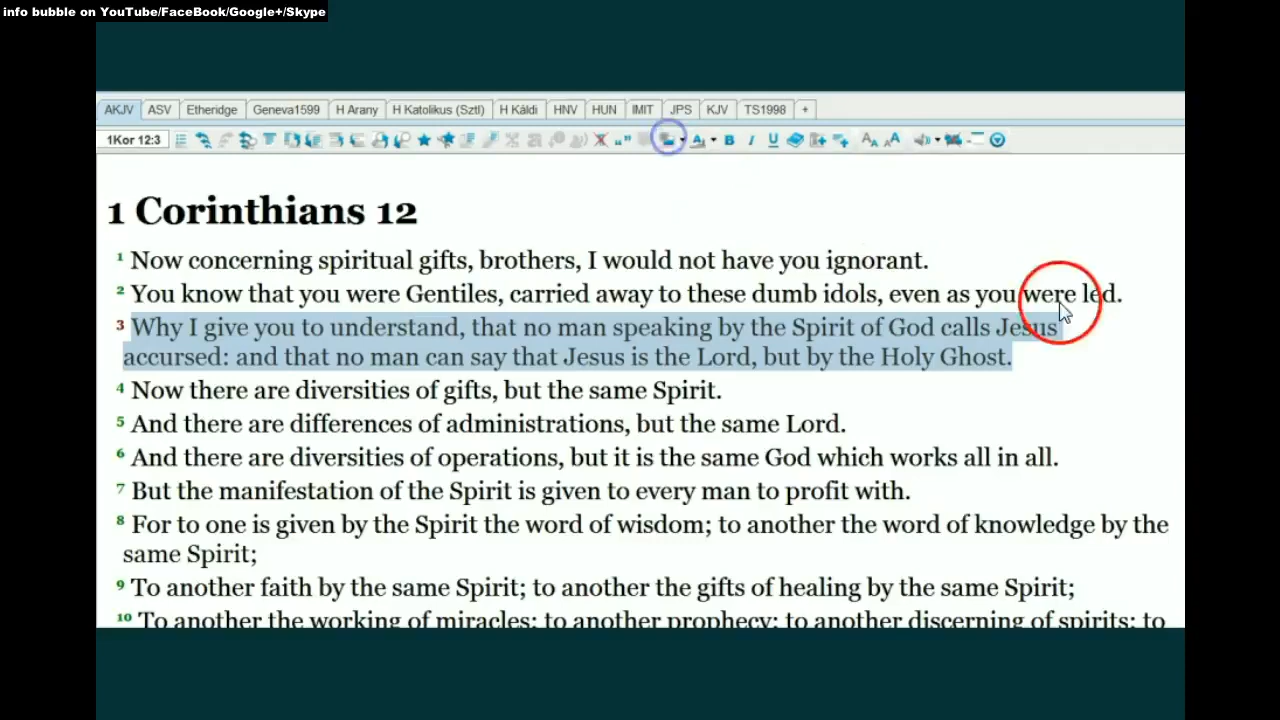 info bubble on YouTube/FaceBook/Google+/Skype
AKJV ASV Etheridge Geneva1599 H Arany H Katolikus (Sztl) H Káldi HNV HUN IMIT JPS KJV TS1998 +
1Kor 12:3
1 Corinthians 12
1 Now concerning spiritual gifts, brothers, I would not have you ignorant.
2 You know that you were Gentiles, carried away to these dumb idols, even as you were led.
3 Why I give you to understand, that no man speaking by the Spirit of God calls Jesus
accursed: and that no man can say that Jesus is the Lord, but by the Holy Ghost.
4 Now there are diversities of gifts, but the same Spirit.
5 And there are differences of administrations, but the same Lord.
6 And there are diversities of operations, but it is the same God which works all in all.
7 But the manifestation of the Spirit is given to every man to profit with.
8 For to one is given by the Spirit the word of wisdom; to another the word of knowledge by the
same Spirit;
9 To another faith by the same Spirit; to another the gifts of healing by the same Spirit;
10 To another the working of miracles; to another prophecy; to another discerning of spirits; to